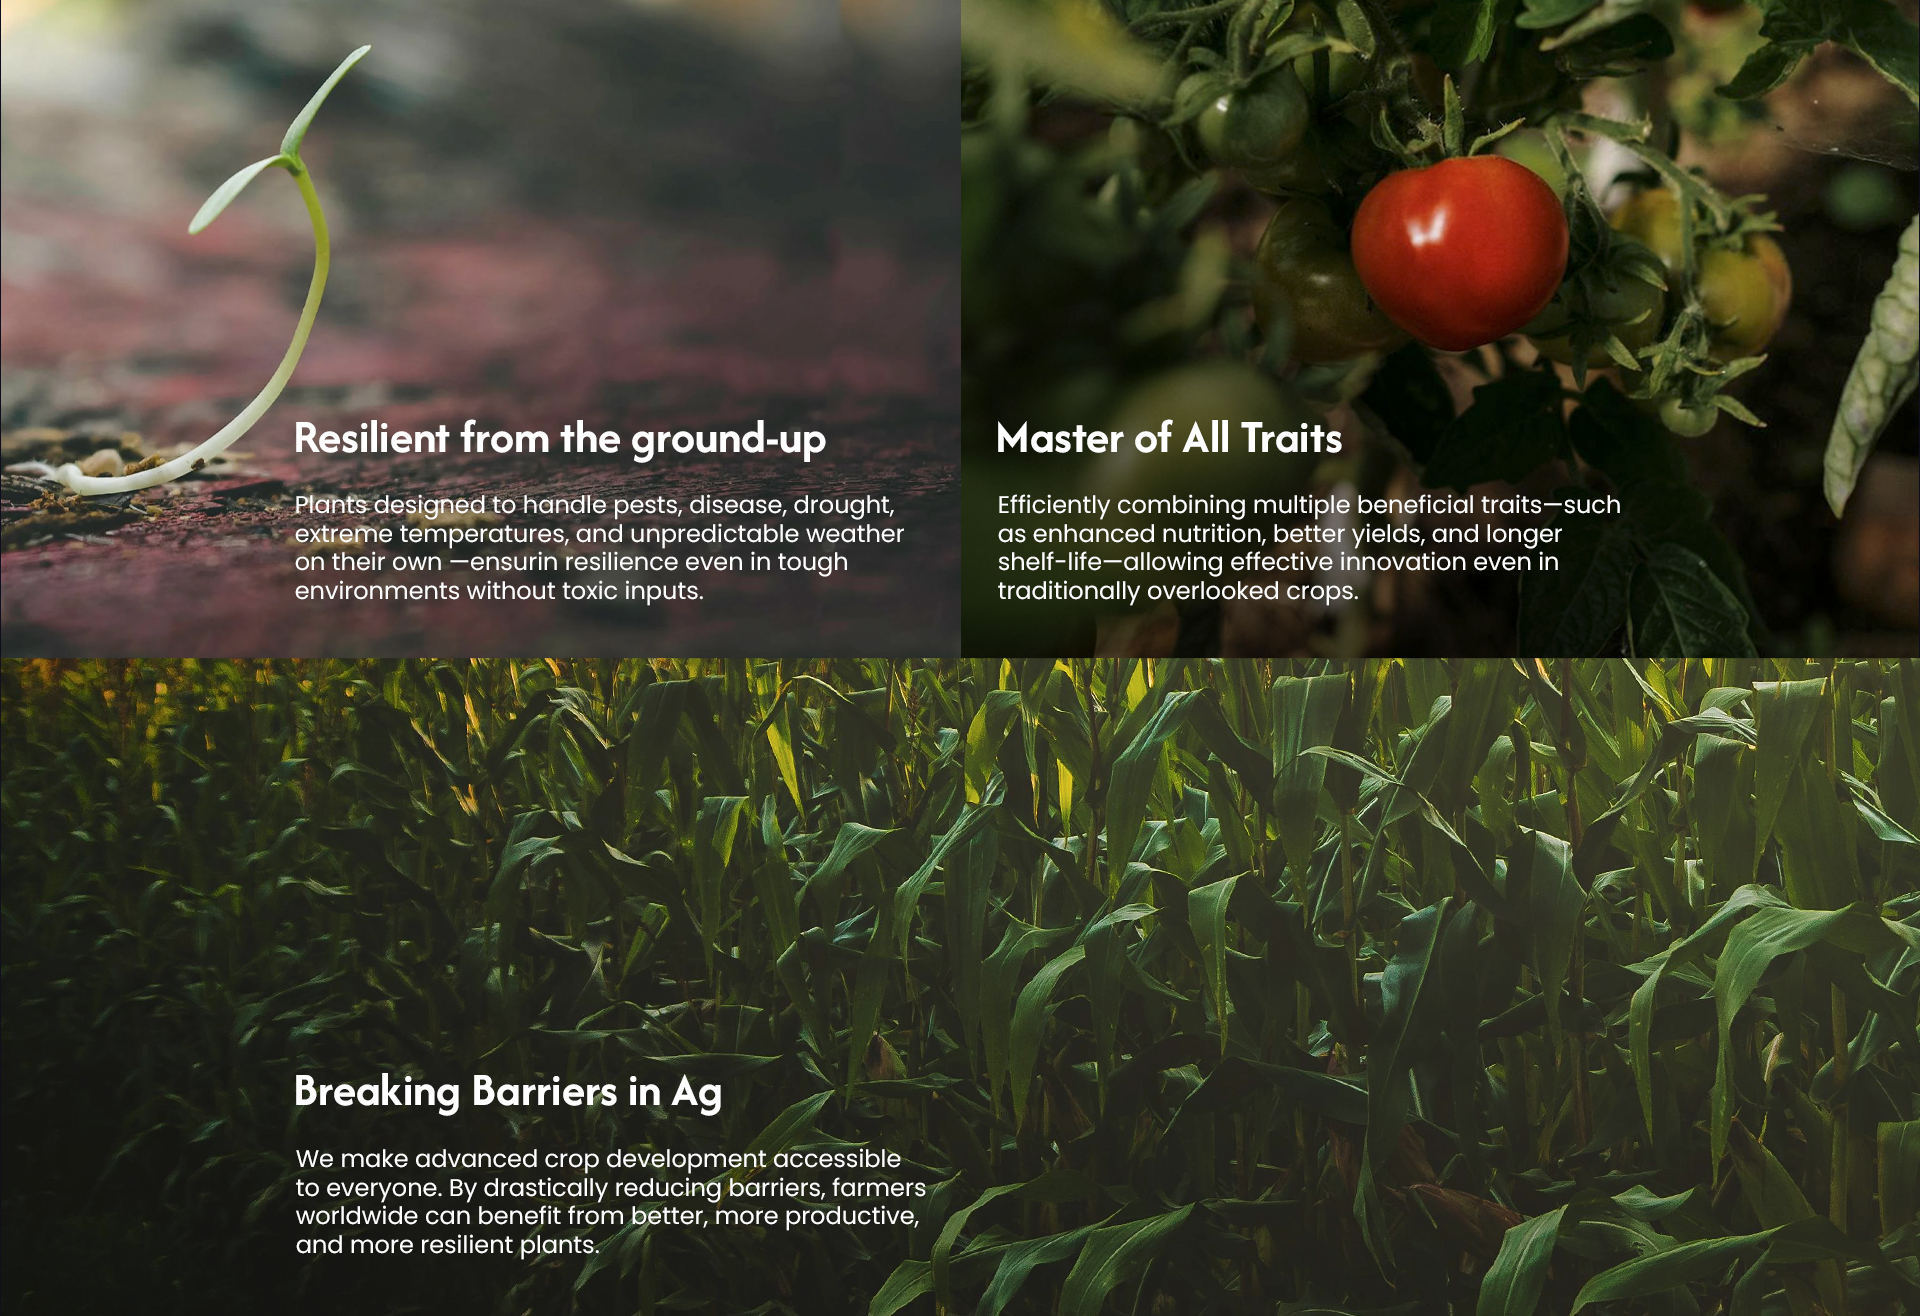 Resilient from the ground-up
Plants designed to handle pests, disease, drought,
extreme temperatures, and unpredictable weather
on their own —ensurin resilience even in tough
environments without toxic inputs.
Master of All Traits
Efficiently combining multiple beneficial traits—such
as enhanced nutrition, better yields, and longer
shelf-life—allowing effective innovation even in
traditionally overlooked crops.
Breaking Barriers in Ag
We make advanced crop development accessible
to everyone. By drastically reducing barriers, farmers
worldwide can benefit from better, more productive,
and more resilient plants.